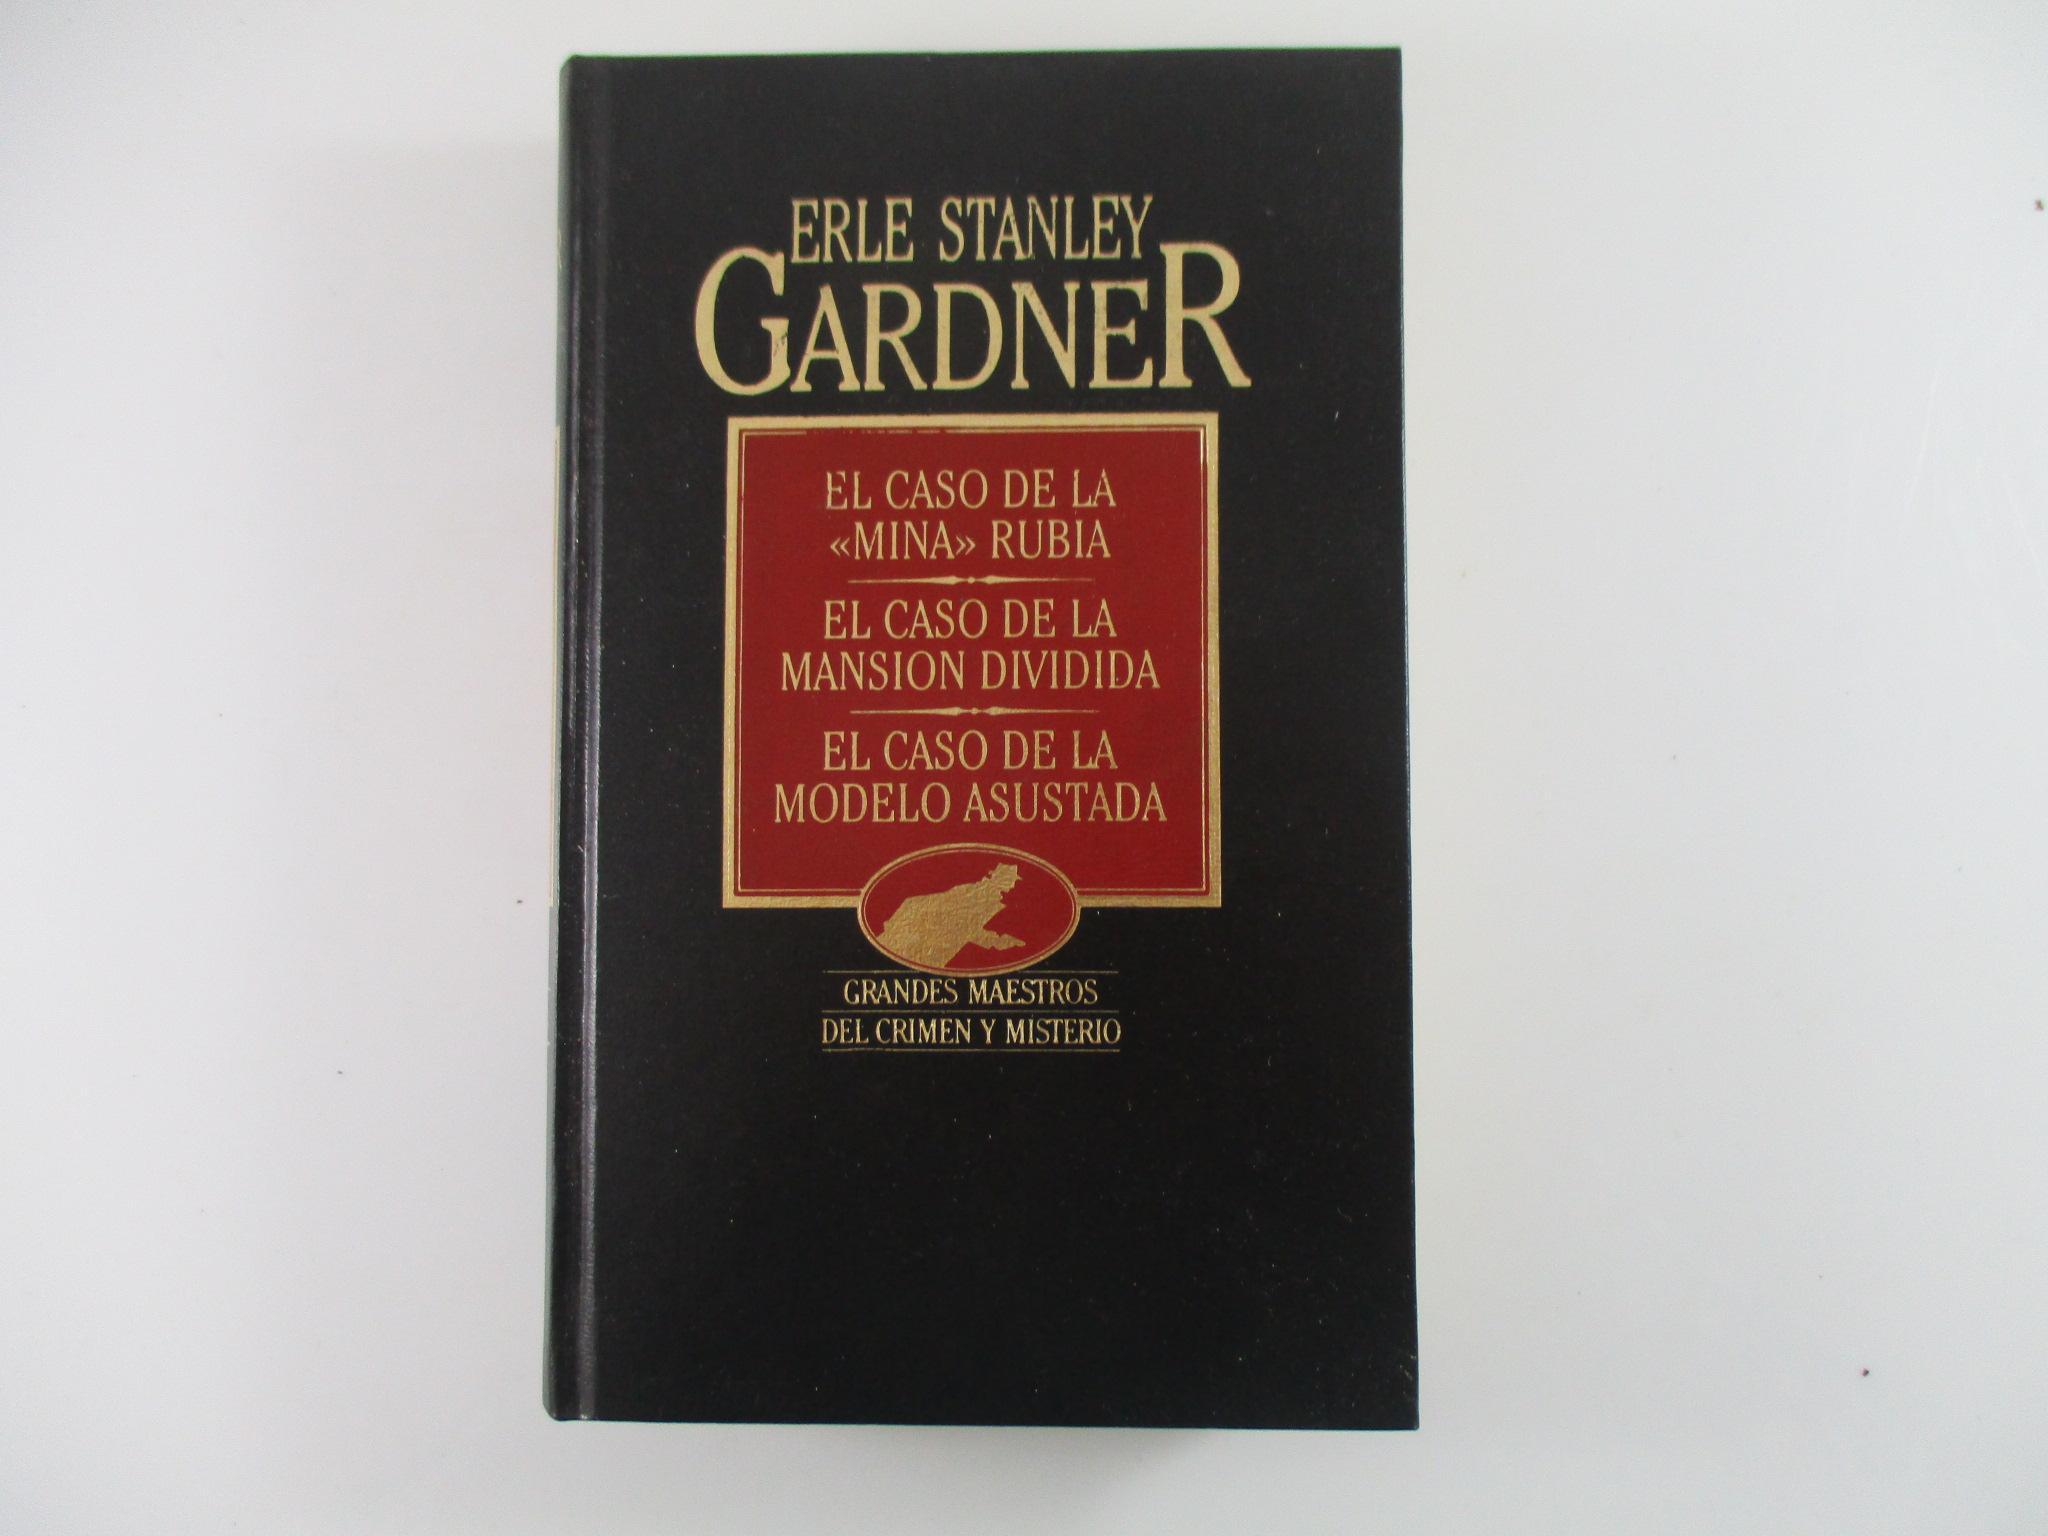 ERLE STANLEY
GARDNER
EL CASO DE LA
«MINA» RUBIA
EL CASO DE LA
MANSION DIVIDIDA
EL CASO DE LA
MODELO ASUSTADA
GRANDES MAESTROS
DEL CRIMEN Y MISTERIO